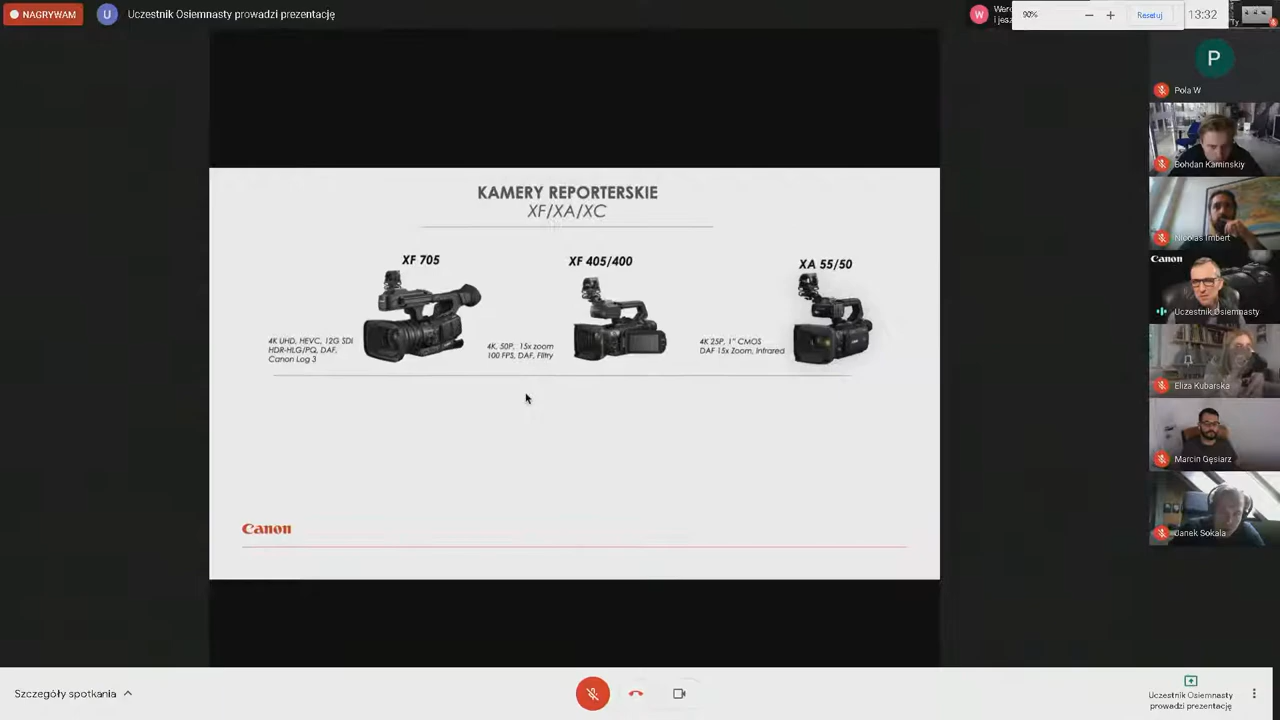 NAGRYWAM
U
Uczestnik Osiemnasty prowadzi prezentację
W
i jesz
90%
Resetuj
13:32
P
Pola W
Bohdan Kaminskiy
Nicolas Imbert
Canon
Uczestnik Osiemnasty
Eliza Kubarska
Marcin Gęsiarz
Janek Sokala
KAMERY REPORTERSKIE
XF/XA/XC
XF 705
XF 405/400
XA 55/50
4K UHD, HEVC, 12G SDI
HDR-HLG/PQ, DAF,
Canon Log 3
4K, 50P, 15x zoom
100 FPS, DAF, Filtry
4K 25P, 1" CMOS
DAF 15x Zoom, Infrared
Canon
Szczegóły spotkania
Uczestnik Osiemnasty
prowadzi prezentację